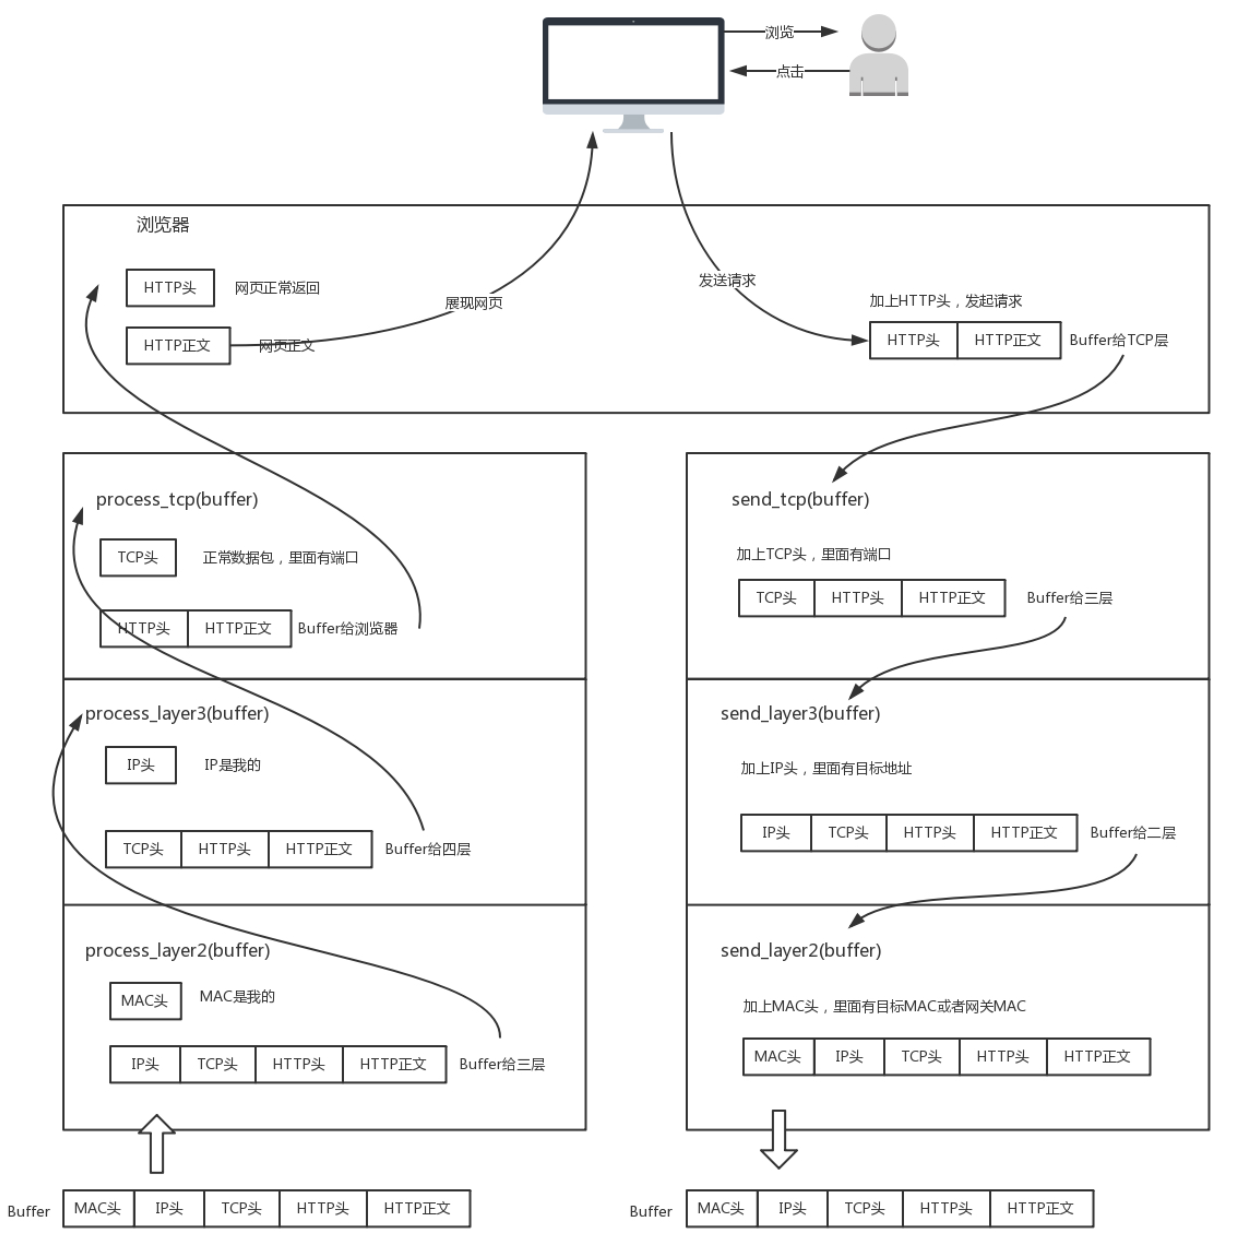 浏览
点击
浏览器
HTTP头
网页正常返回
HTTP正文
网页正文
展现网页
发送请求
加上HTTP头，发起请求
HTTP头
HTTP正文
Buffer给TCP层
process_tcp(buffer)
TCP头
正常数据包，里面有端口
HTTP头
HTTP正文
Buffer给浏览器
process_layer3(buffer)
IP头
IP是我的
TCP头
HTTP头
HTTP正文
Buffer给四层
process_layer2(buffer)
MAC头
MAC是我的
IP头
TCP头
HTTP头
HTTP正文
Buffer给三层
Buffer
MAC头
IP头
TCP头
HTTP头
HTTP正文
send_tcp(buffer)
加上TCP头，里面有端口
TCP头
HTTP头
HTTP正文
Buffer给三层
send_layer3(buffer)
加上IP头，里面有目标地址
IP头
TCP头
HTTP头
HTTP正文
Buffer给二层
send_layer2(buffer)
加上MAC头，里面有目标MAC或者网关MAC
MAC头
IP头
TCP头
HTTP头
HTTP正文
Buffer
MAC头
IP头
TCP头
HTTP头
HTTP正文